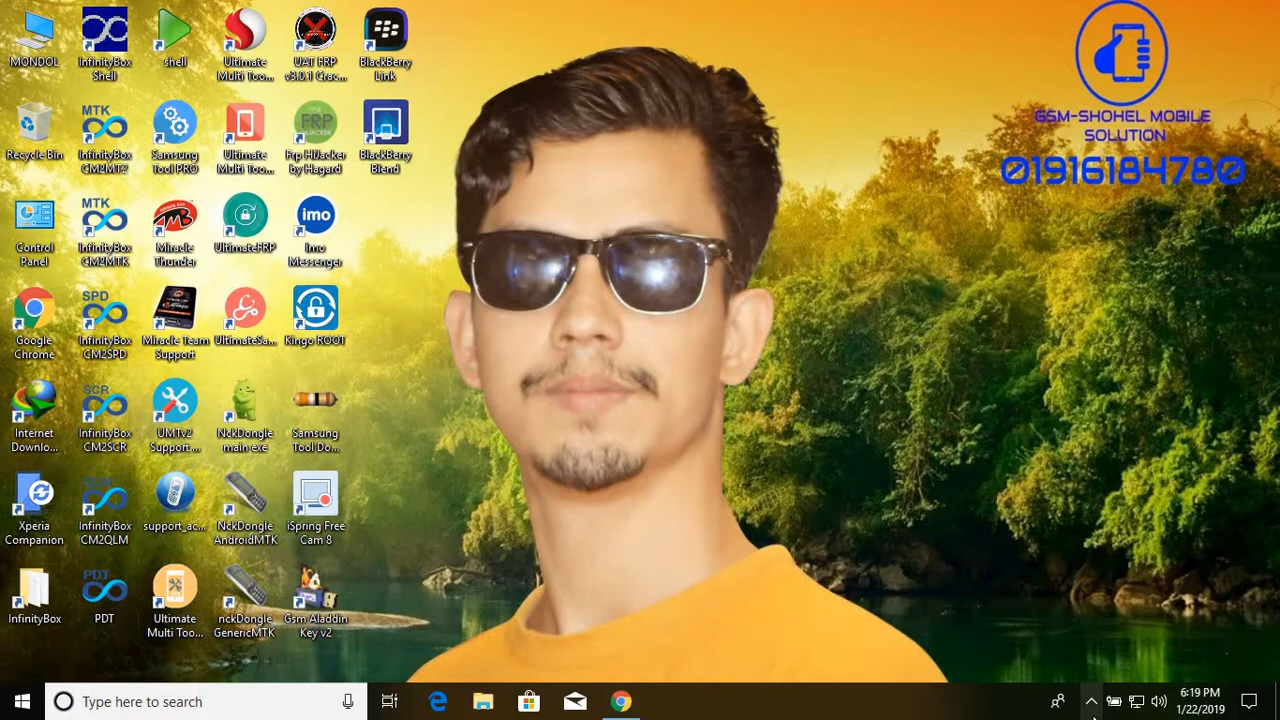 MONDOL
InfinityBox
Shell
shell
Ultimate
Multi Too...
UAT FRP
v3.0.1 Crac...
BlackBerry
Link
Recycle Bin
MTK
InfinityBox
CM2MT2
Samsung
Tool PRO
Ultimate
Multi Too...
FRP
Frp HiJacker
by Hagard
BlackBerry
Blend
Control
Panel
MTK
InfinityBox
CM2MTK
Miracle
Thunder
UltimateFRP
imo
Imo
Messenger
Google
Chrome
SPD
InfinityBox
CM2SPD
Miracle Team
Support
UltimateSa...
Kingo ROOT
Internet
Downlo...
SCR
InfinityBox
CM2SCR
UMTv2
Support ...
NckDongle
main exe
Samsung
Tool Do...
Xperia
Companion
QLM
InfinityBox
CM2QLM
support_ac...
NckDongle
AndroidMTK
iSpring Free
Cam 8
InfinityBox
PDT
PDT
Ultimate
Multi Too...
nckDongle
GenericMTK
Gsm Aladdin
Key v2
GSM-SHOHEL MOBILE
SOLUTION
01916184780
Type here to search
6:19 PM
1/22/2019